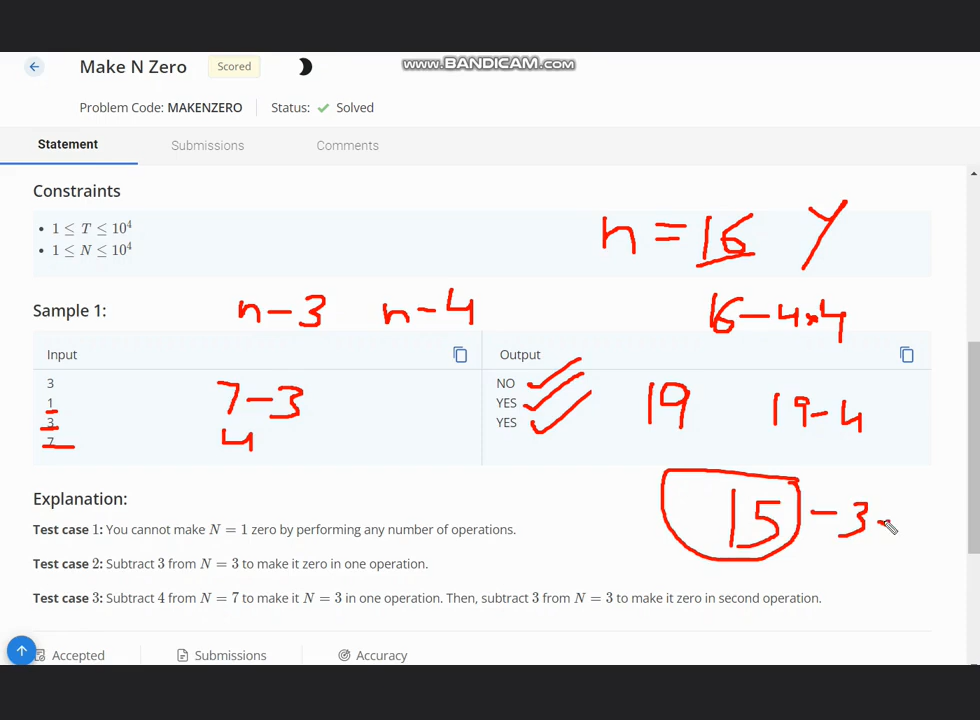 Make N Zero Scored
www.BANDICAM.com
Problem Code: MAKENZERO Status: Solved
Statement Submissions Comments
Constraints
• 1 ≤ T ≤ 10⁴
• 1 ≤ N ≤ 10⁴
n = 16 Y
Sample 1: n - 3 n - 4 16 - 4 × 4
Input Output
3
1
3
7
7 - 3
4
NO
YES
YES
19 19 - 4
15 - 3
Explanation:
Test case 1: You cannot make N = 1 zero by performing any number of operations.
Test case 2: Subtract 3 from N = 3 to make it zero in one operation.
Test case 3: Subtract 4 from N = 7 to make it N = 3 in one operation. Then, subtract 3 from N = 3 to make it zero in second operation.
Accepted Submissions Accuracy